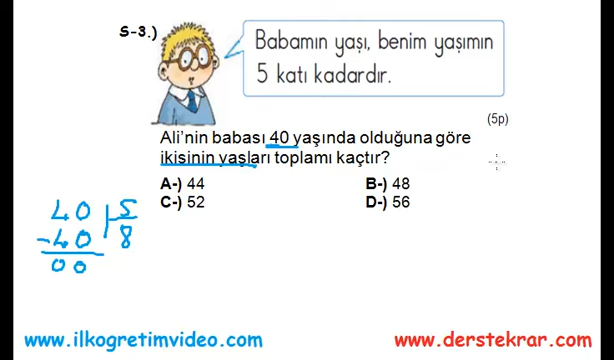 S-3.)
Babamın yaşı, benim yaşımın
5 katı kadardır.
(5p)
Ali'nin babası 40 yaşında olduğuna göre
ikisinin yaşları toplamı kaçtır?
A-) 44 B-) 48
C-) 52 D-) 56
40 5
-40 8
00
www.ilkogretimvideo.com www.derstekrar.com